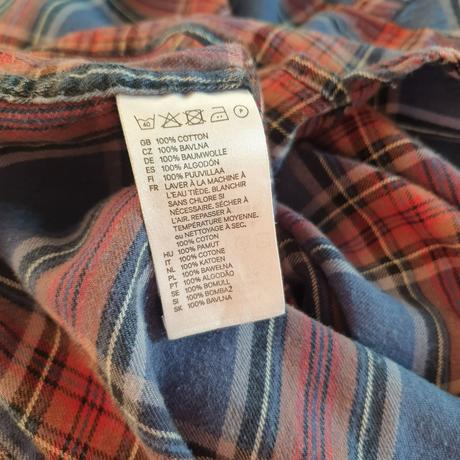 40 P
GB 100% COTTON
CZ 100% BAVLNA
DE 100% BAUMWOLLE
ES 100% ALGODÓN
FI 100% PUUVILLAA
FR LAVER À LA MACHINE À
L'EAU TIÈDE. BLANCHIR
SANS CHLORE SI
NÉCESSAIRE. SÉCHER À
L'AIR. REPASSER À
TEMPÉRATURE MOYENNE.
ou NETTOYAGE À SEC.
100% COTON
HU 100% PAMUT
IT 100% COTONE
NL 100% KATOEN
PL 100% BAWEŁNA
PT 100% ALGODÃO
SE 100% BOMULL
SI 100% BOMBAŽ
SK 100% BAVLNA